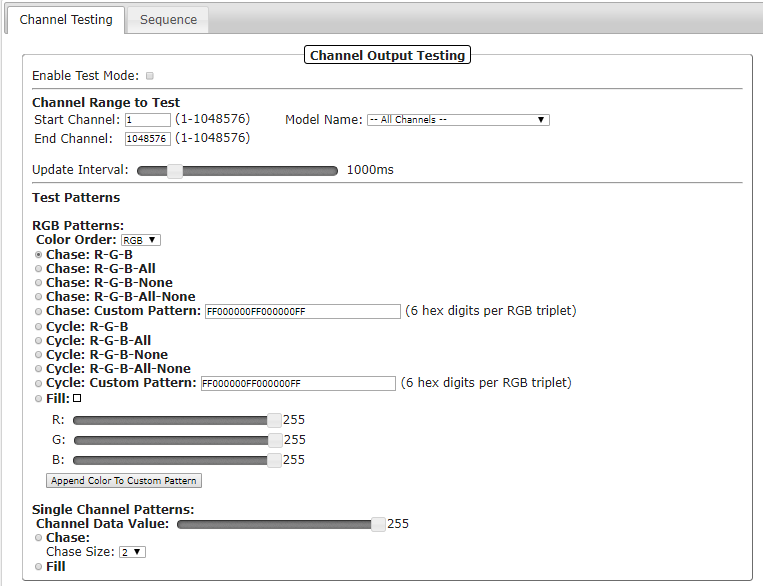 Channel Testing Sequence
Channel Output Testing
Enable Test Mode:
Channel Range to Test
Start Channel: 1 (1-1048576) Model Name: -- All Channels --
End Channel: 1048576 (1-1048576)
Update Interval: 1000ms
Test Patterns
RGB Patterns:
Color Order: RGB
Chase: R-G-B
Chase: R-G-B-All
Chase: R-G-B-None
Chase: R-G-B-All-None
Chase: Custom Pattern: FF000000FF000000FF (6 hex digits per RGB triplet)
Cycle: R-G-B
Cycle: R-G-B-All
Cycle: R-G-B-None
Cycle: R-G-B-All-None
Cycle: Custom Pattern: FF000000FF000000FF (6 hex digits per RGB triplet)
Fill:
R: 255
G: 255
B: 255
Append Color To Custom Pattern
Single Channel Patterns:
Channel Data Value: 255
Chase:
Chase Size: 2
Fill